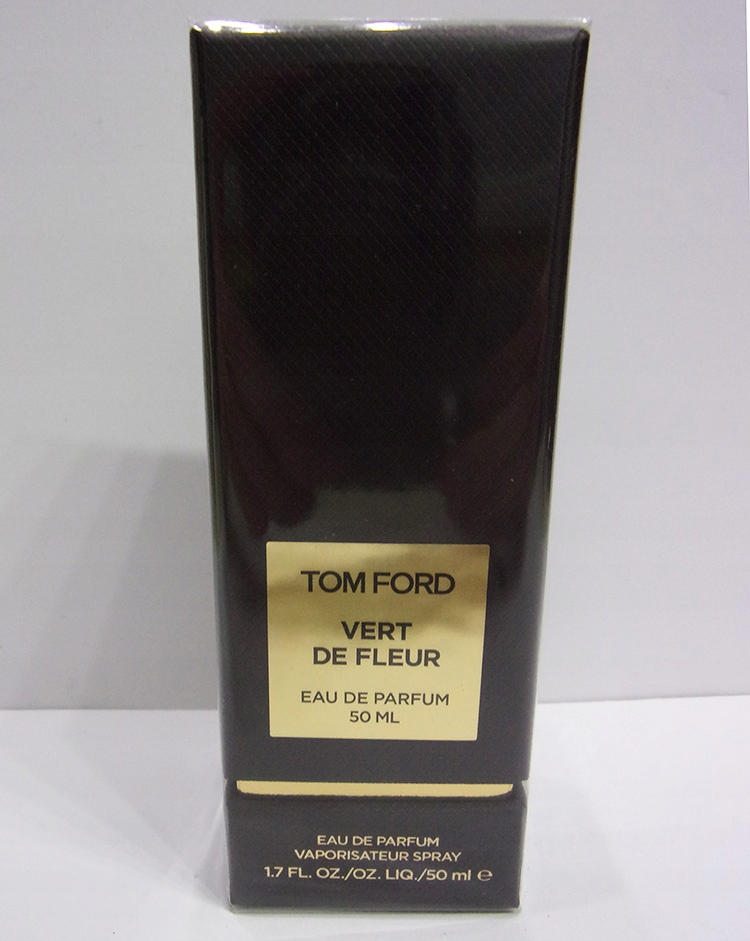 TOM FORD
VERT
DE FLEUR
EAU DE PARFUM
50 ML
EAU DE PARFUM
VAPORISATEUR SPRAY
1.7 FL. OZ./OZ. LIQ./50 ml ℮